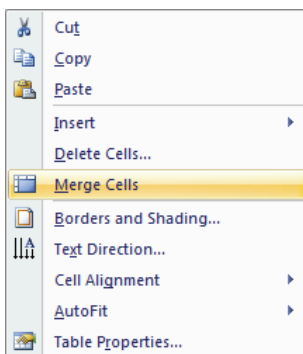 Cut
Copy
Paste
Insert
Delete Cells...
Merge Cells
Borders and Shading...
Text Direction...
Cell Alignment
AutoFit
Table Properties...